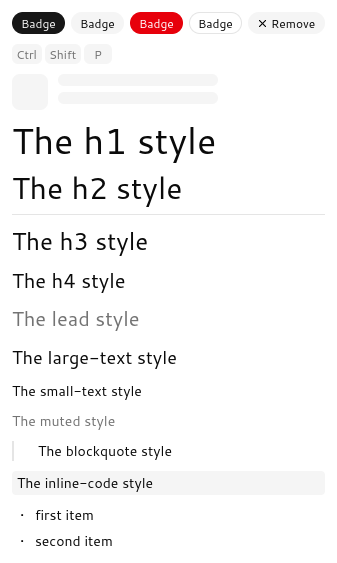 Badge Badge Badge Badge ✕ Remove
Ctrl Shift P
The h1 style
The h2 style
The h3 style
The h4 style
The lead style
The large-text style
The small-text style
The muted style
The blockquote style
The inline-code style
· first item
· second item